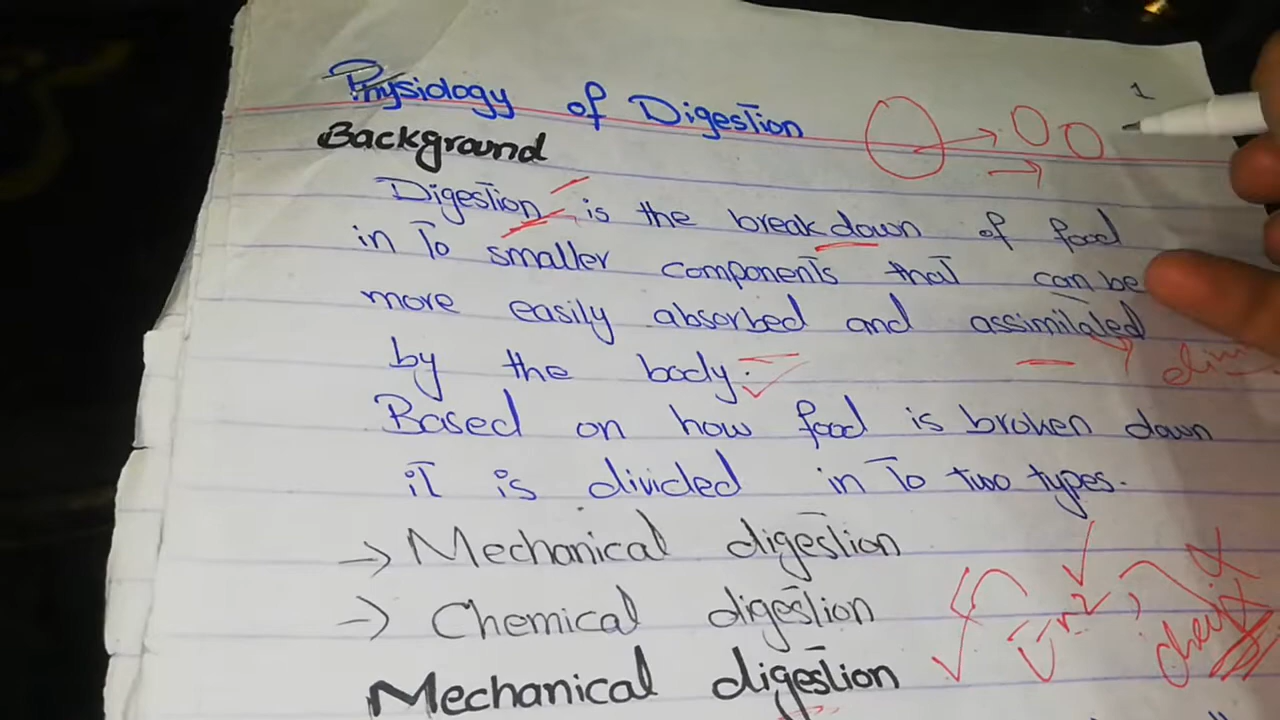 Physiology of Digestion
1
Background
Digestion is the breakdown of food
in To smaller components that can be
more easily absorbed and assimilated
by the body.
Based on how food is broken down
it is divided in To two types.
→ Mechanical digestion
→ Chemical digestion
Mechanical digestion